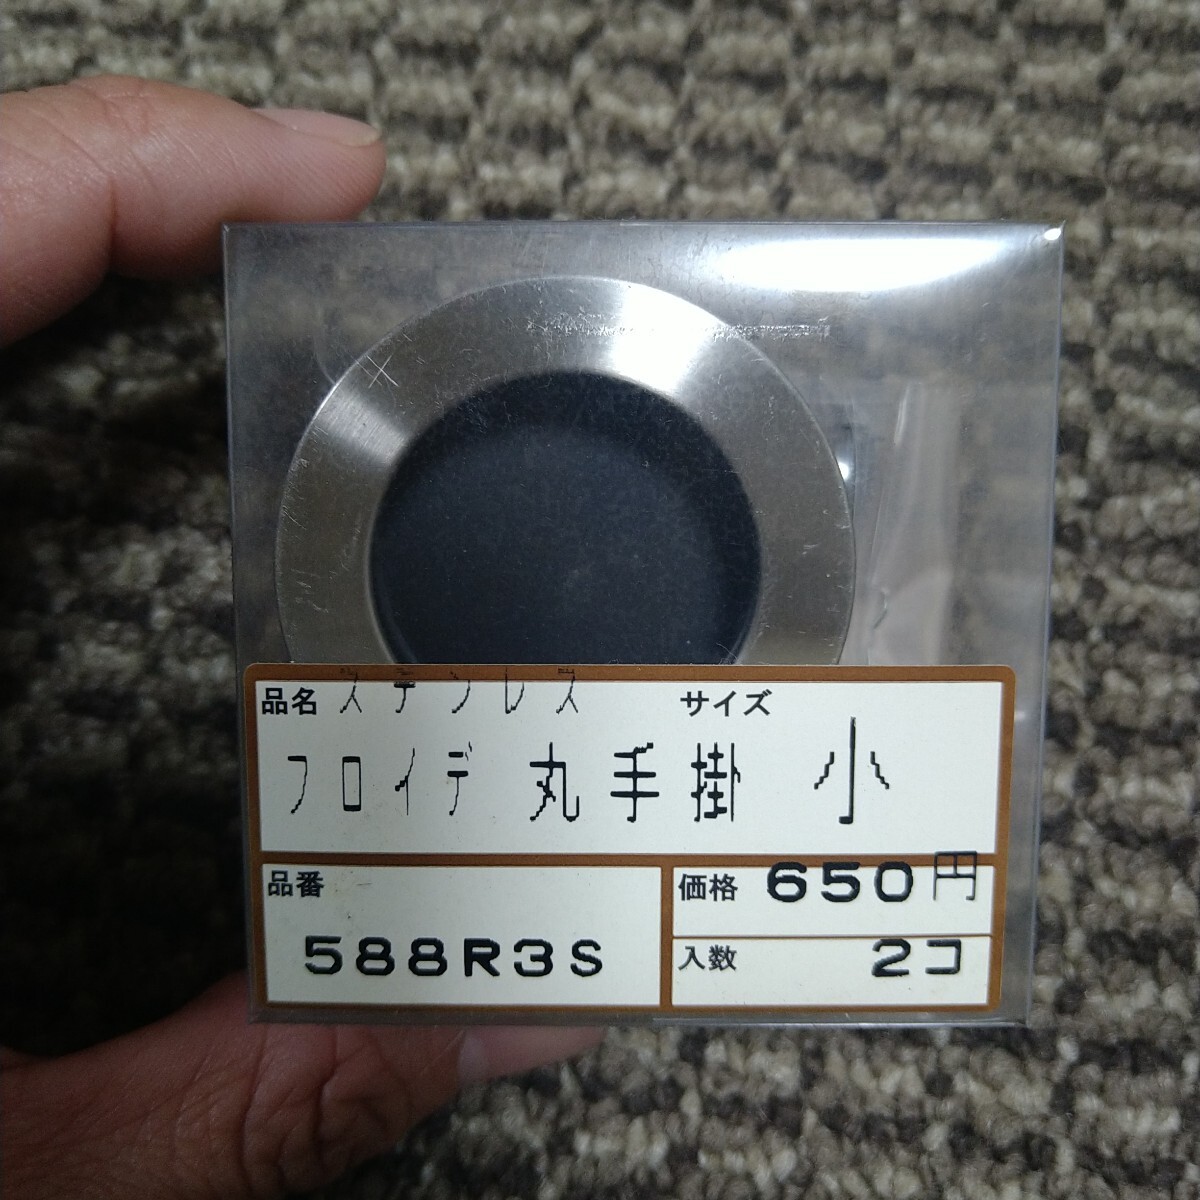 品名 ステンレス サイズ
フロイデ 丸手掛 小
品番
588R3S
価格 650円
入数 2コ